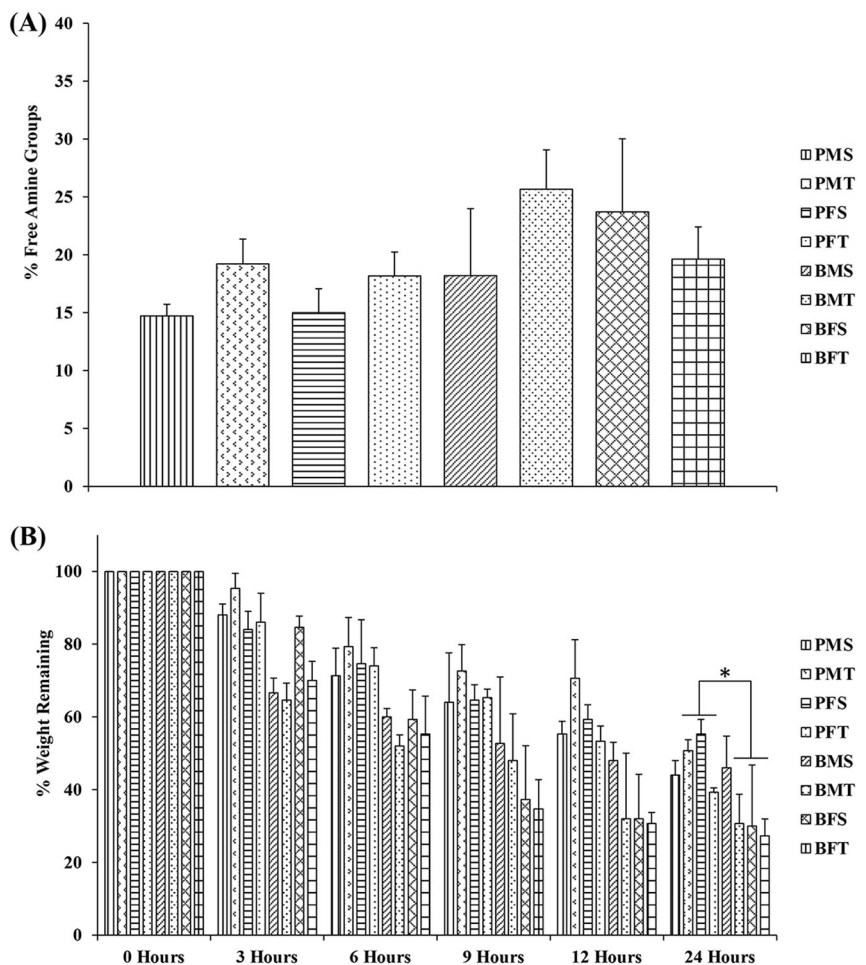 (A)
% Free Amine Groups
40
35
30
25
20
15
10
5
0
PMS
PMT
PFS
PFT
BMS
BMT
BFS
BFT
(B)
% Weight Remaining
100
80
60
40
20
0
*
0 Hours 3 Hours 6 Hours 9 Hours 12 Hours 24 Hours
PMS
PMT
PFS
PFT
BMS
BMT
BFS
BFT